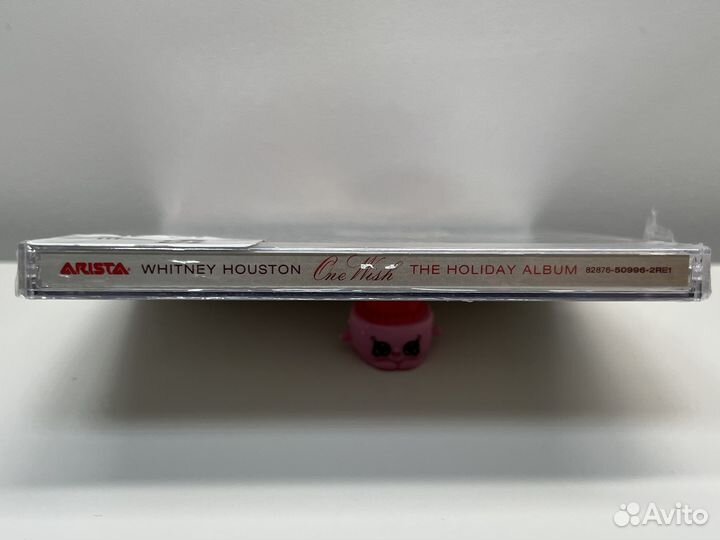 ARISTA. WHITNEY HOUSTON One Wish THE HOLIDAY ALBUM 82876-50996-2RE1
Avito